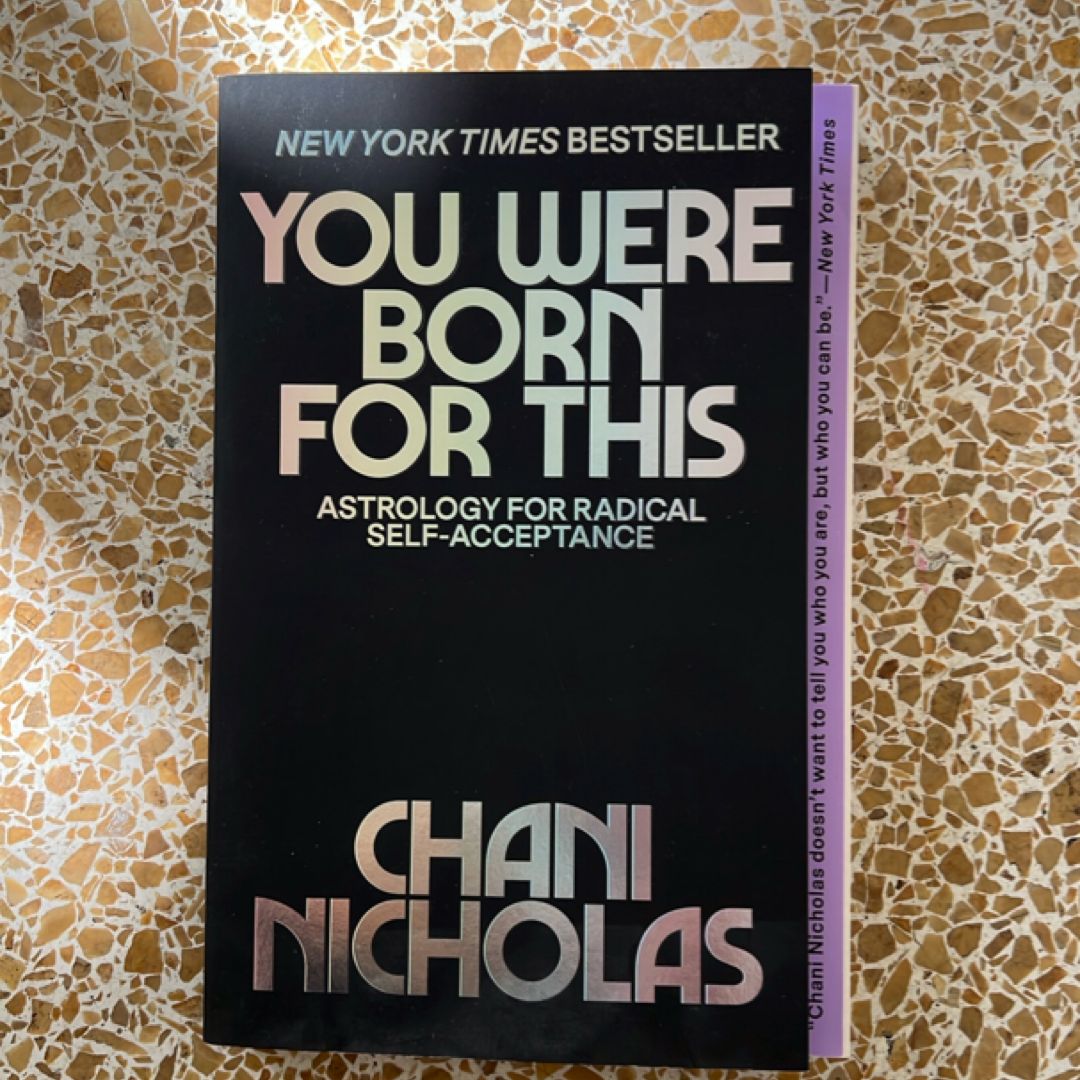 NEW YORK TIMES BESTSELLER
YOU WERE
BORN
FOR THIS
ASTROLOGY FOR RADICAL
SELF-ACCEPTANCE
CHANI
NICHOLAS
"Chani Nicholas doesn't want to tell you who you are, but who you can be."—New York Times